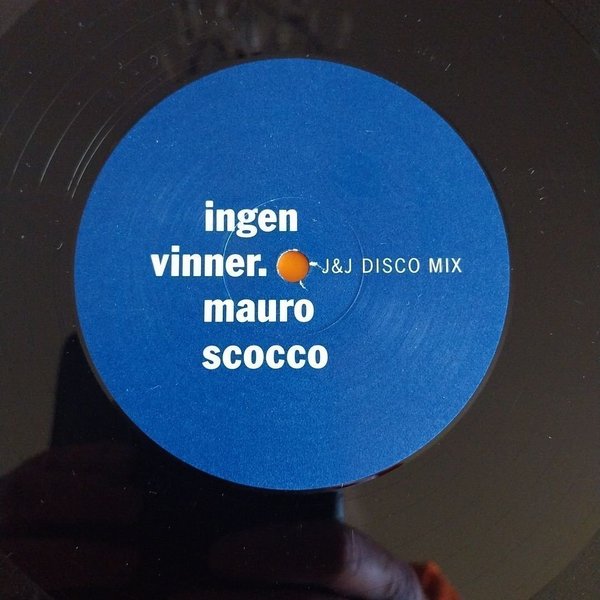 ingen
vinner. J&J DISCO MIX
mauro
scocco